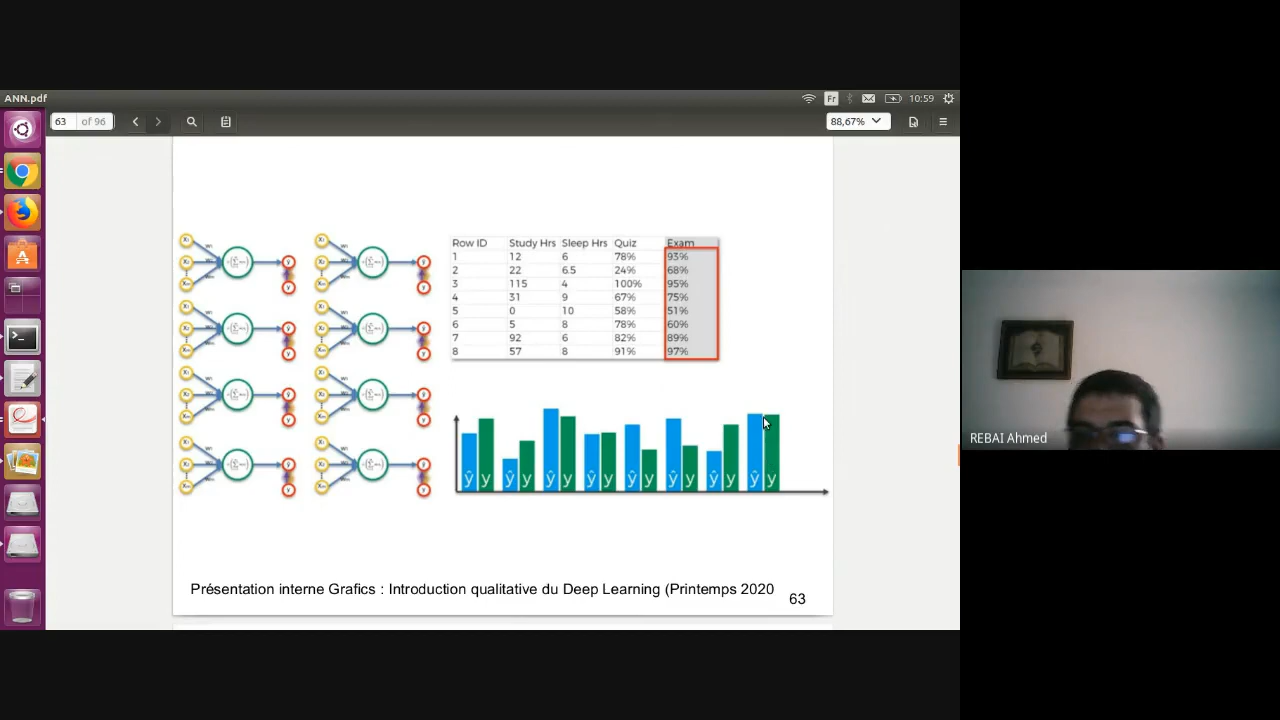 ANN.pdf
Fr
10:59
63 of 96
88,67%
Row ID Study Hrs Sleep Hrs Quiz Exam
1 12 6 78% 93%
2 22 6.5 24% 68%
3 115 4 100% 95%
4 31 9 67% 75%
5 0 10 58% 51%
6 5 8 78% 60%
7 92 6 82% 89%
8 57 8 91% 97%
ŷ y ŷ y ŷ y ŷ y ŷ y ŷ y ŷ y ŷ y
Présentation interne Grafics : Introduction qualitative du Deep Learning (Printemps 2020
63
REBAI Ahmed